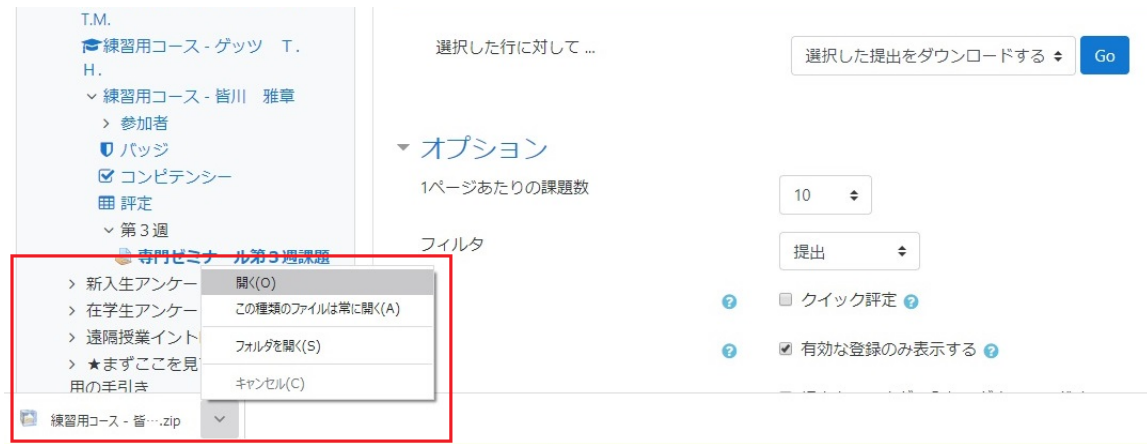 T.M.
練習用コース - ゲッツ　T.
H.
練習用コース - 皆川　雅章
参加者
バッジ
コンピテンシー
評定
第３週
専門ゼミナール第３週課題
新入生アンケー
在学生アンケー
遠隔授業イント
★まずここを見
用の手引き
開く(O)
この種類のファイルは常に開く(A)
フォルダを開く(S)
キャンセル(C)
練習用コース - 皆….zip
選択した行に対して ...
選択した提出をダウンロードする
Go
オプション
1ページあたりの課題数
10
フィルタ
提出
クイック評定
有効な登録のみ表示する